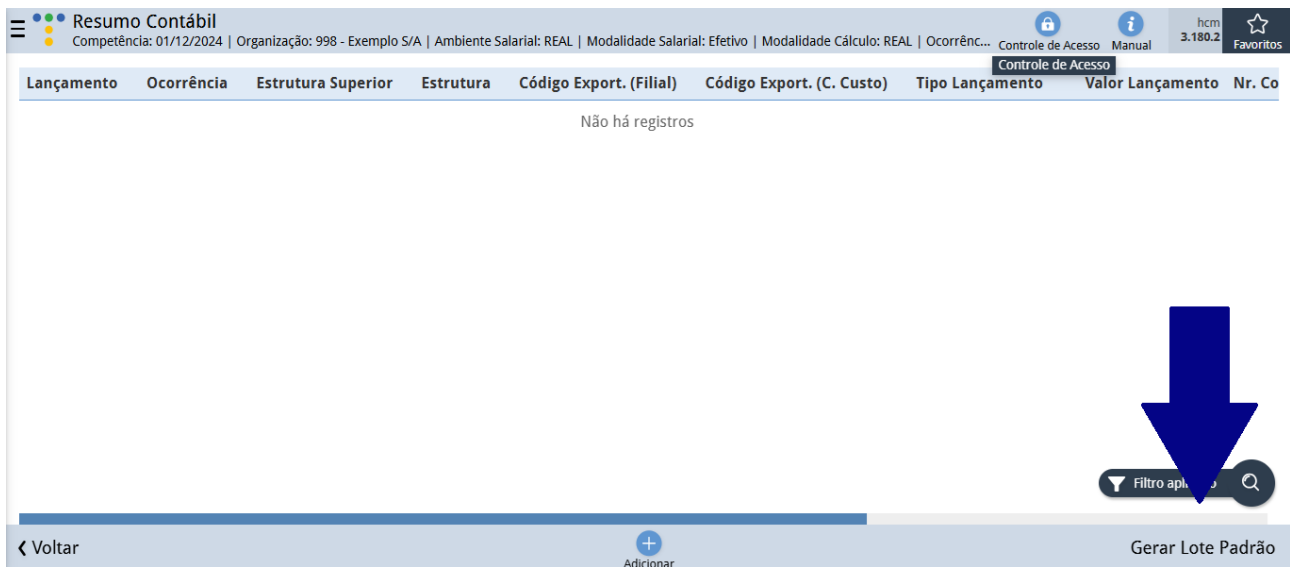 Resumo Contábil
Competência: 01/12/2024 | Organização: 998 - Exemplo S/A | Ambiente Salarial: REAL | Modalidade Salarial: Efetivo | Modalidade Cálculo: REAL | Ocorrênc...
Controle de Acesso
Manual
hcm
3.180.2
Favoritos
Controle de Acesso
Lançamento Ocorrência Estrutura Superior Estrutura Código Export. (Filial) Código Export. (C. Custo) Tipo Lançamento Valor Lançamento Nr. Co
Não há registros
Filtro
Voltar
Adicionar
Gerar Lote Padrão